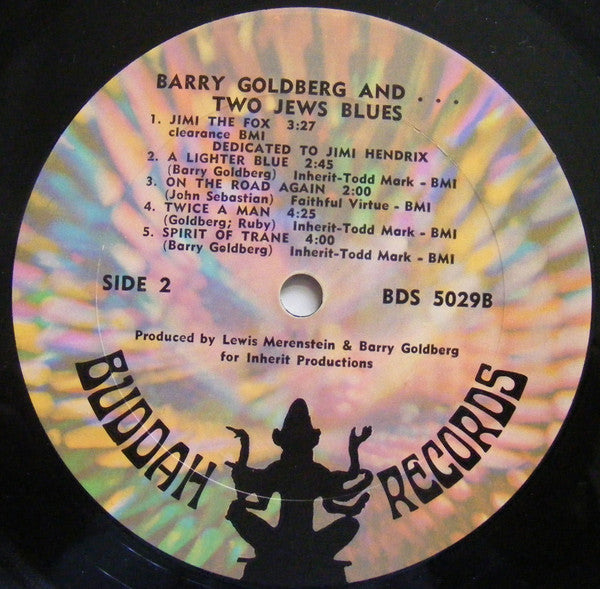 BARRY GOLDBERG AND . . .
TWO JEWS BLUES
1. JIMI THE FOX 3:27
clearance BMI
DEDICATED TO JIMI HENDRIX
2. A LIGHTER BLUE 2:45
(Barry Goldberg) Inherit-Todd Mark - BMI
3. ON THE ROAD AGAIN 2:00
(John Sebastian) Faithful Virtue - BMI
4. TWICE A MAN 4:25
(Goldberg; Ruby) Inherit-Todd Mark - BMI
5. SPIRIT OF TRANE 4:00
(Barry Goldberg) Inherit-Todd Mark - BMI
SIDE 2
BDS 5029B
Produced by Lewis Merenstein & Barry Goldberg
for Inherit Productions
BUDDAH RECORDS